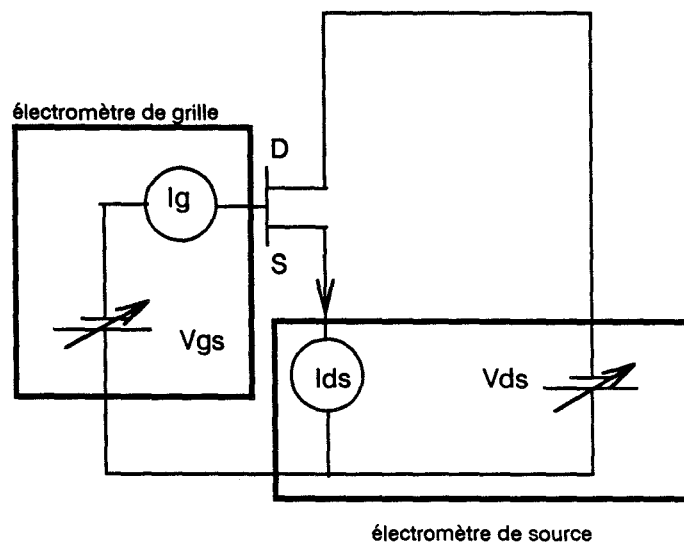 électromètre de grille
D
Ig
S
Vgs
Ids
Vds
électromètre de source